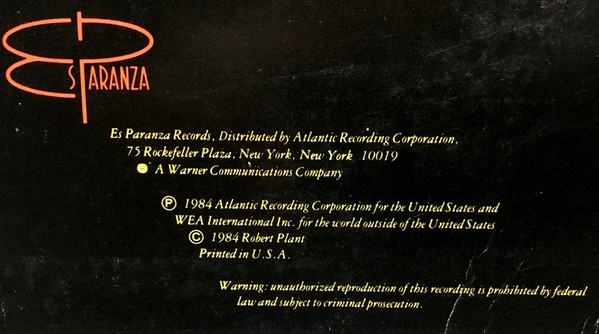 Es Paranza
Es Paranza Records, Distributed by Atlantic Recording Corporation,
75 Rockefeller Plaza, New York, New York 10019
A Warner Communications Company
℗ 1984 Atlantic Recording Corporation for the United States and
WEA International Inc. for the world outside of the United States
© 1984 Robert Plant
Printed in U.S.A.
Warning: unauthorized reproduction of this recording is prohibited by federal
law and subject to criminal prosecution.